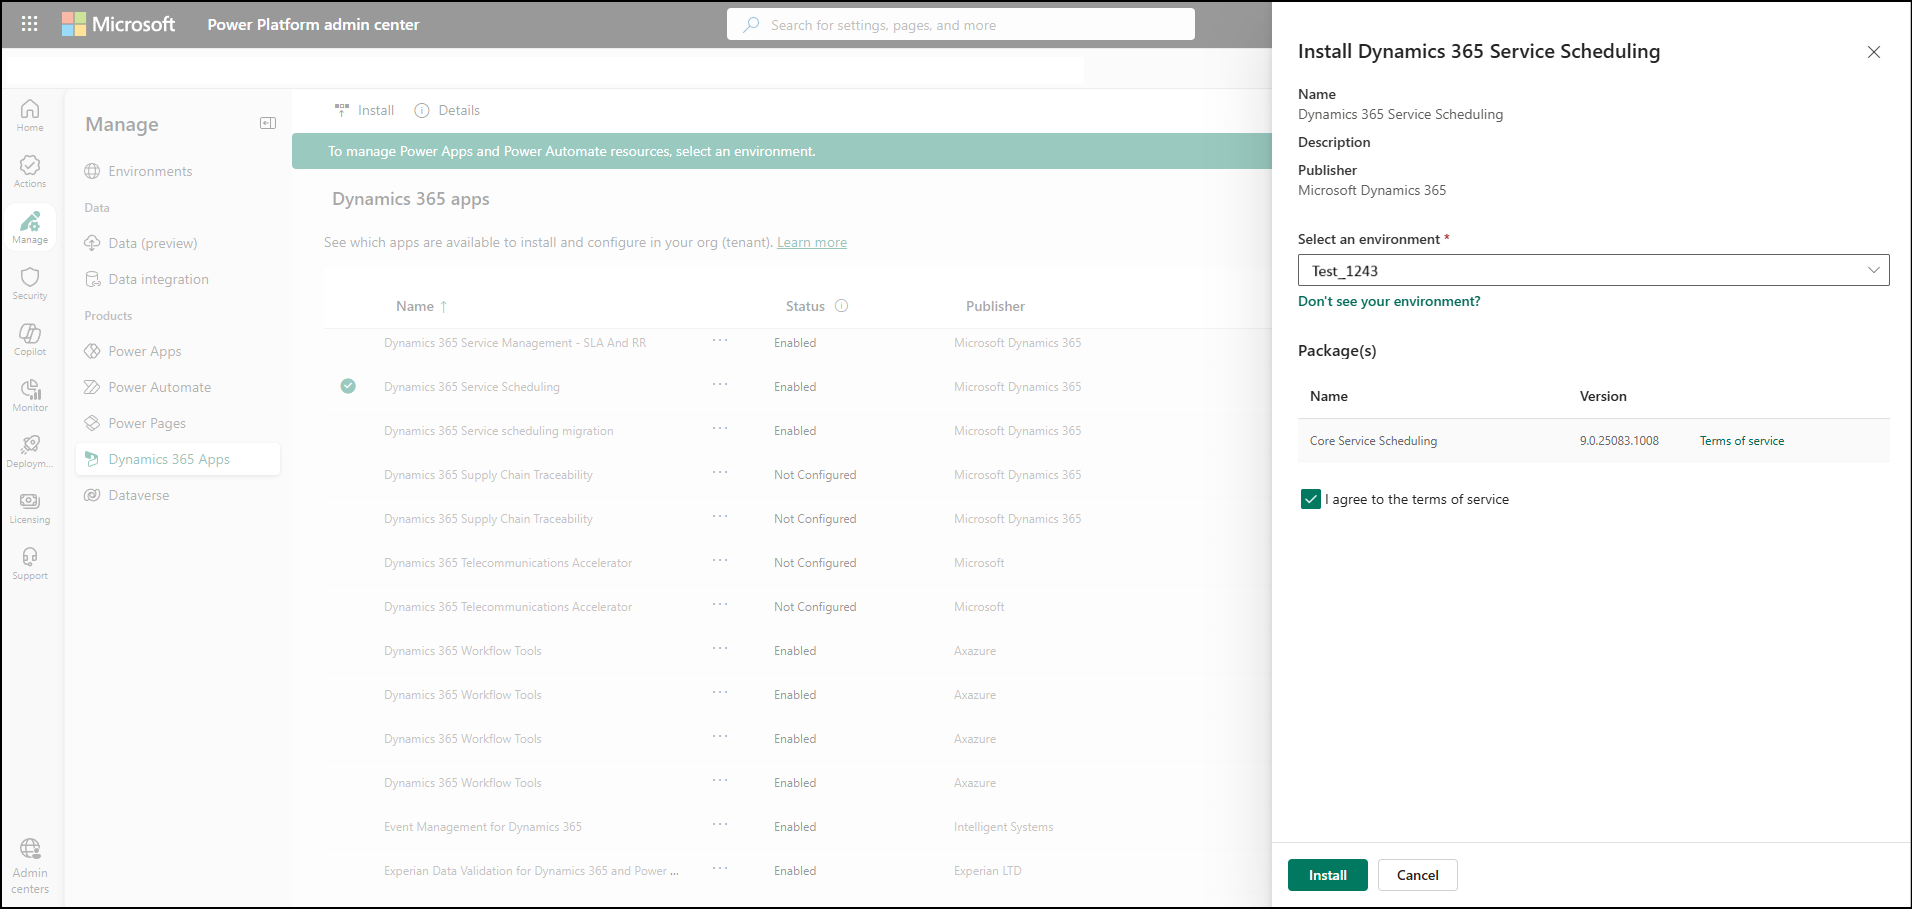 Microsoft Power Platform admin center
Search for settings, pages, and more
Home
Actions
Manage
Security
Copilot
Monitor
Deploym...
Licensing
Support
Admin
centers
Manage
Environments
Data
Data (preview)
Data integration
Products
Power Apps
Power Automate
Power Pages
Dynamics 365 Apps
Dataverse
Install Details
To manage Power Apps and Power Automate resources, select an environment.
Dynamics 365 apps
See which apps are available to install and configure in your org (tenant). Learn more
Name ↑ Status Publisher
Dynamics 365 Service Management - SLA And RR ... Enabled Microsoft Dynamics 365
Dynamics 365 Service Scheduling ... Enabled Microsoft Dynamics 365
Dynamics 365 Service scheduling migration ... Enabled Microsoft Dynamics 365
Dynamics 365 Supply Chain Traceability ... Not Configured Microsoft Dynamics 365
Dynamics 365 Supply Chain Traceability ... Not Configured Microsoft Dynamics 365
Dynamics 365 Telecommunications Accelerator ... Not Configured Microsoft
Dynamics 365 Telecommunications Accelerator ... Not Configured Microsoft
Dynamics 365 Workflow Tools ... Enabled Axazure
Dynamics 365 Workflow Tools ... Enabled Axazure
Dynamics 365 Workflow Tools ... Enabled Axazure
Dynamics 365 Workflow Tools ... Enabled Axazure
Event Management for Dynamics 365 ... Enabled Intelligent Systems
Experian Data Validation for Dynamics 365 and Power ... ... Enabled Experian LTD
Install Dynamics 365 Service Scheduling
Name
Dynamics 365 Service Scheduling
Description
Publisher
Microsoft Dynamics 365
Select an environment *
Test_1243
Don't see your environment?
Package(s)
Name Version
Core Service Scheduling 9.0.25083.1008 Terms of service
I agree to the terms of service
Install Cancel